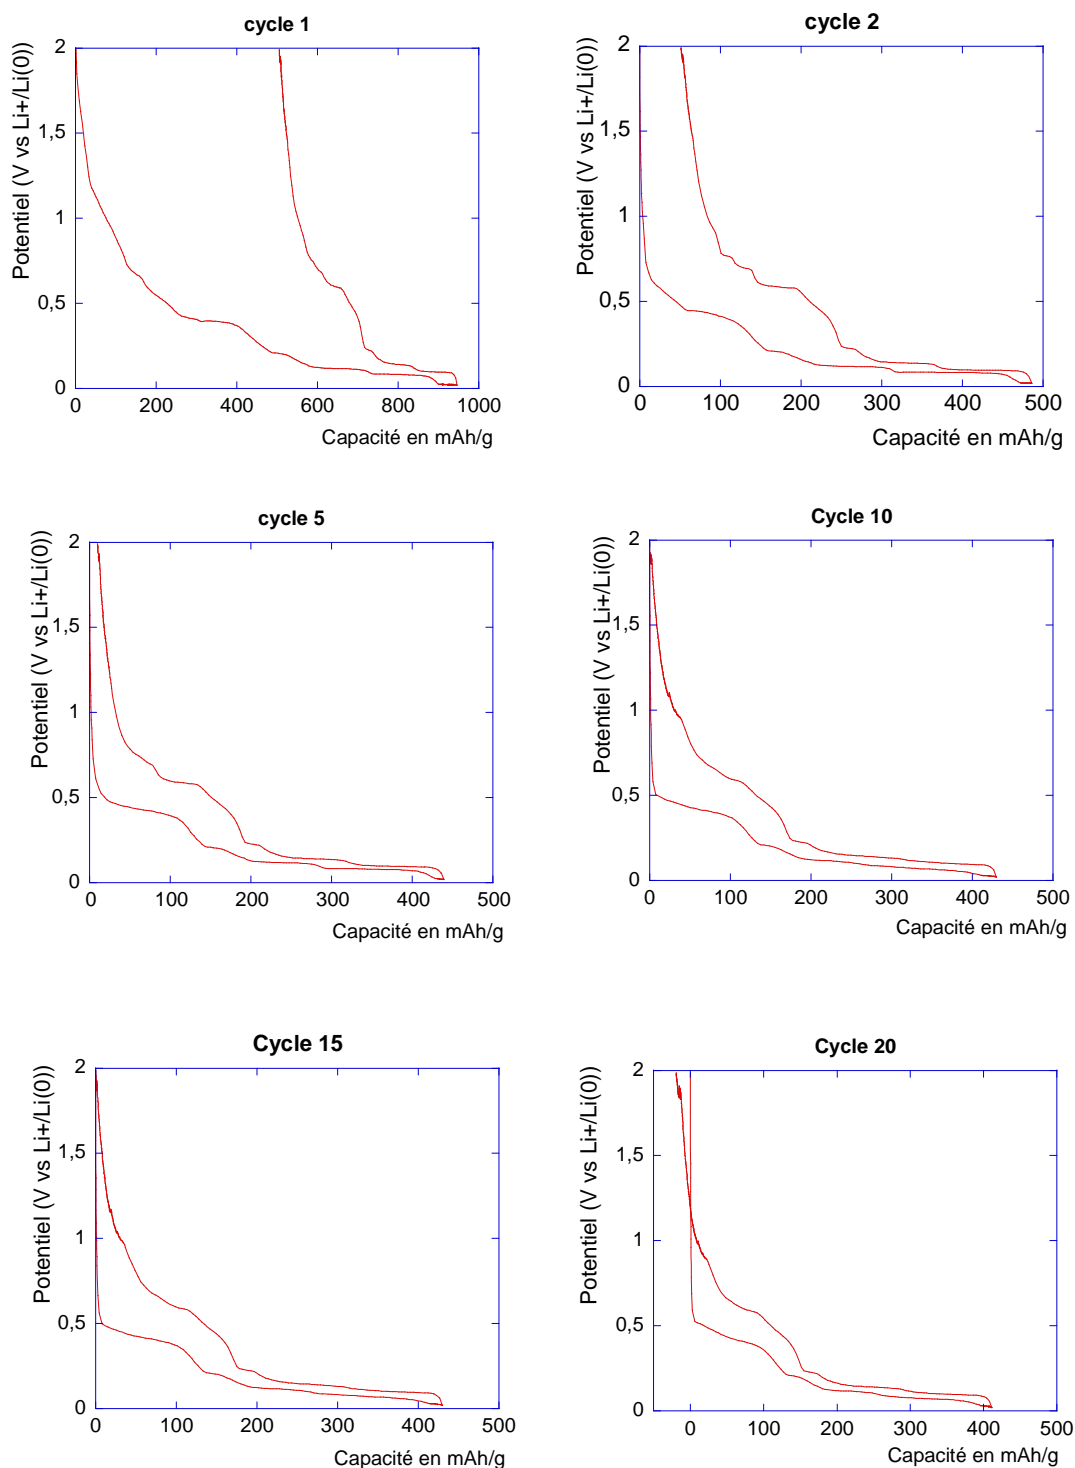 cycle 1
Potentiel (V vs Li+/Li(0))
2
1,5
1
0,5
0
0 200 400 600 800 1000
Capacité en mAh/g
cycle 2
Potentiel (V vs Li+/Li(0))
2
1,5
1
0,5
0
0 100 200 300 400 500
Capacité en mAh/g
cycle 5
Potentiel (V vs Li+/Li(0))
2
1,5
1
0,5
0
0 100 200 300 400 500
Capacité en mAh/g
Cycle 10
Potentiel (V vs Li+/Li(0))
2
1,5
1
0,5
0
0 100 200 300 400 500
Capacité en mAh/g
Cycle 15
Potentiel (V vs Li+/Li(0))
2
1,5
1
0,5
0
0 100 200 300 400 500
Capacité en mAh/g
Cycle 20
Potentiel (V vs Li+/Li(0))
2
1,5
1
0,5
0
0 100 200 300 400 500
Capacité en mAh/g